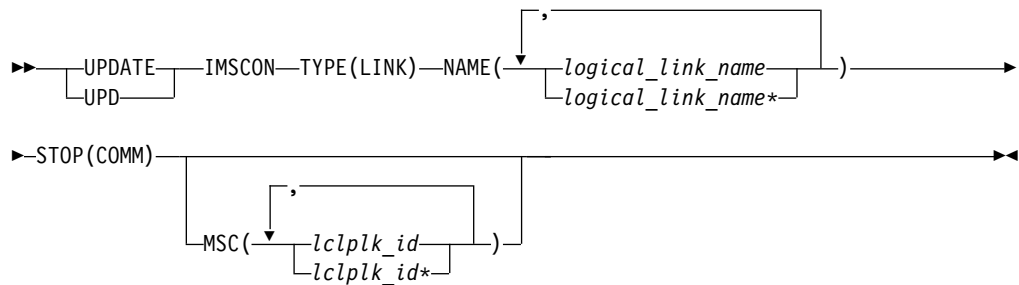 ,
UPDATE IMSCON TYPE(LINK) NAME( logical_link_name )
UPD logical_link_name*
STOP(COMM)
,
MSC( lclplk_id )
lclplk_id*